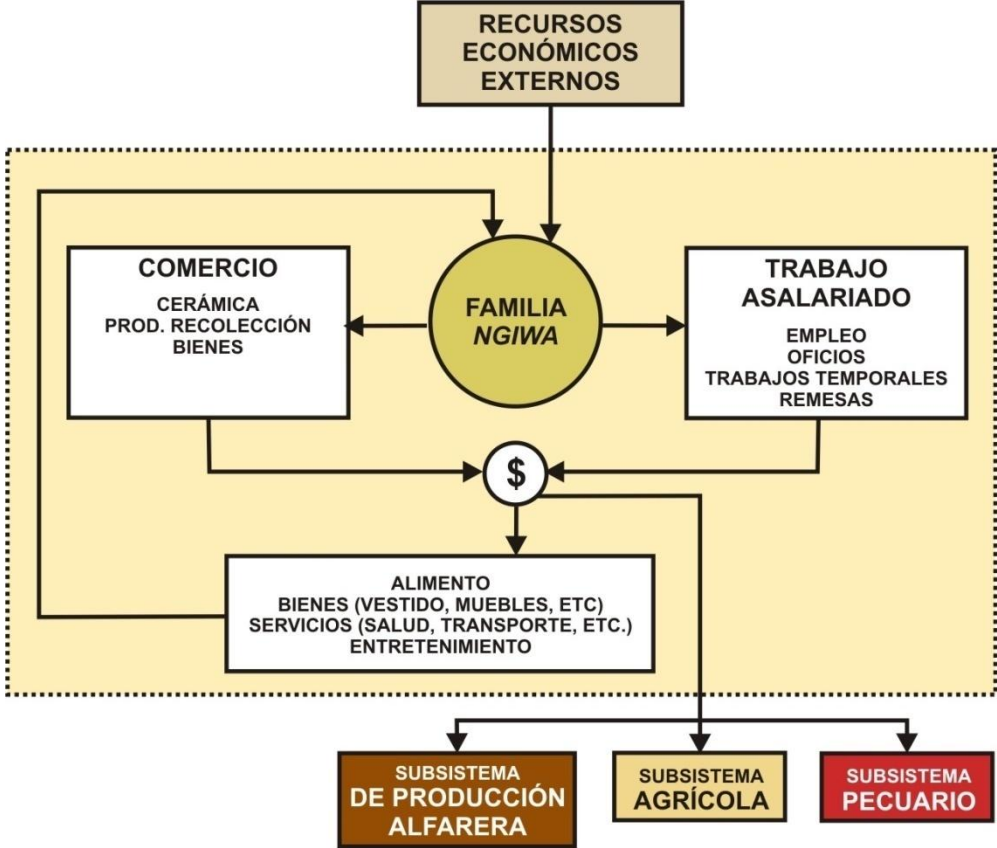 RECURSOS
ECONÓMICOS
EXTERNOS
COMERCIO
CERÁMICA
PROD. RECOLECCIÓN
BIENES
FAMILIA
NGIWA
TRABAJO
ASALARIADO
EMPLEO
OFICIOS
TRABAJOS TEMPORALES
REMESAS
$
ALIMENTO
BIENES (VESTIDO, MUEBLES, ETC)
SERVICIOS (SALUD, TRANSPORTE, ETC.)
ENTRETENIMIENTO
SUBSISTEMA
DE PRODUCCIÓN
ALFARERA
SUBSISTEMA
AGRÍCOLA
SUBSISTEMA
PECUARIO